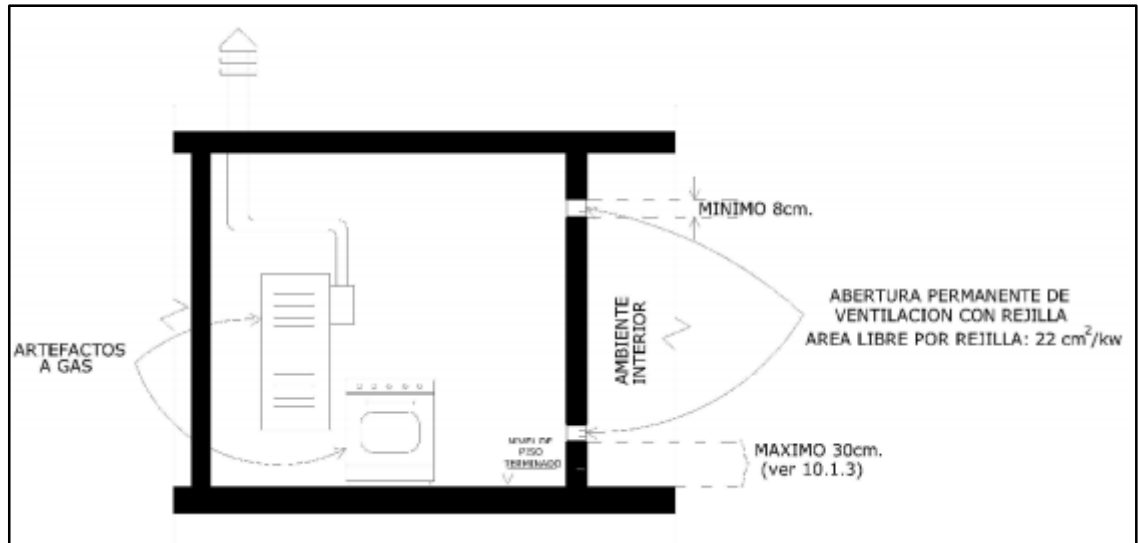 MINIMO 8cm.
ABERTURA PERMANENTE DE
VENTILACION CON REJILLA
AREA LIBRE POR REJILLA: 22 cm²/kw
AMBIENTE
INTERIOR
ARTEFACTOS
A GAS
NIVEL DE
PISO
TERMINADO
MAXIMO 30cm.
(ver 10.1.3)